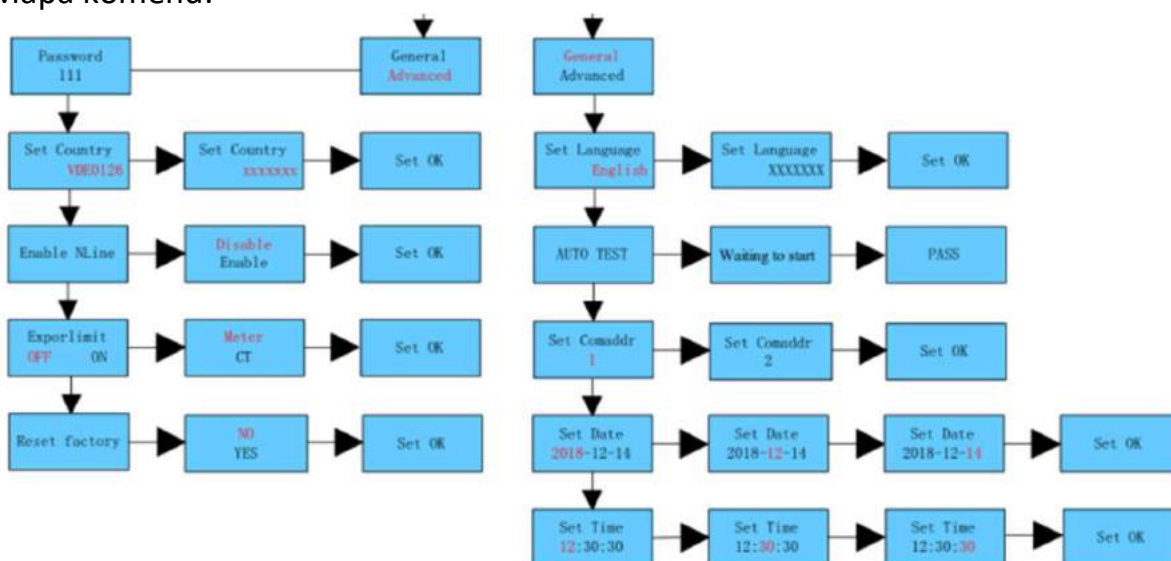 Mapa komend:
Password
111
General
Advanced
General
Advanced
Set Country
VDE0126
Set Country
xxxxxxx
Set OK
Set Language
English
Set Language
XXXXXXX
Set OK
Enable NLine
Disable
Enable
Set OK
AUTO TEST
Waiting to start
PASS
Exporlimit
OFF ON
Meter
CT
Set OK
Set Comaddr
1
Set Comaddr
2
Set OK
Reset factory
NO
YES
Set OK
Set Date
2018-12-14
Set Date
2018-12-14
Set Date
2018-12-14
Set OK
Set Time
12:30:30
Set Time
12:30:30
Set Time
12:30:30
Set OK